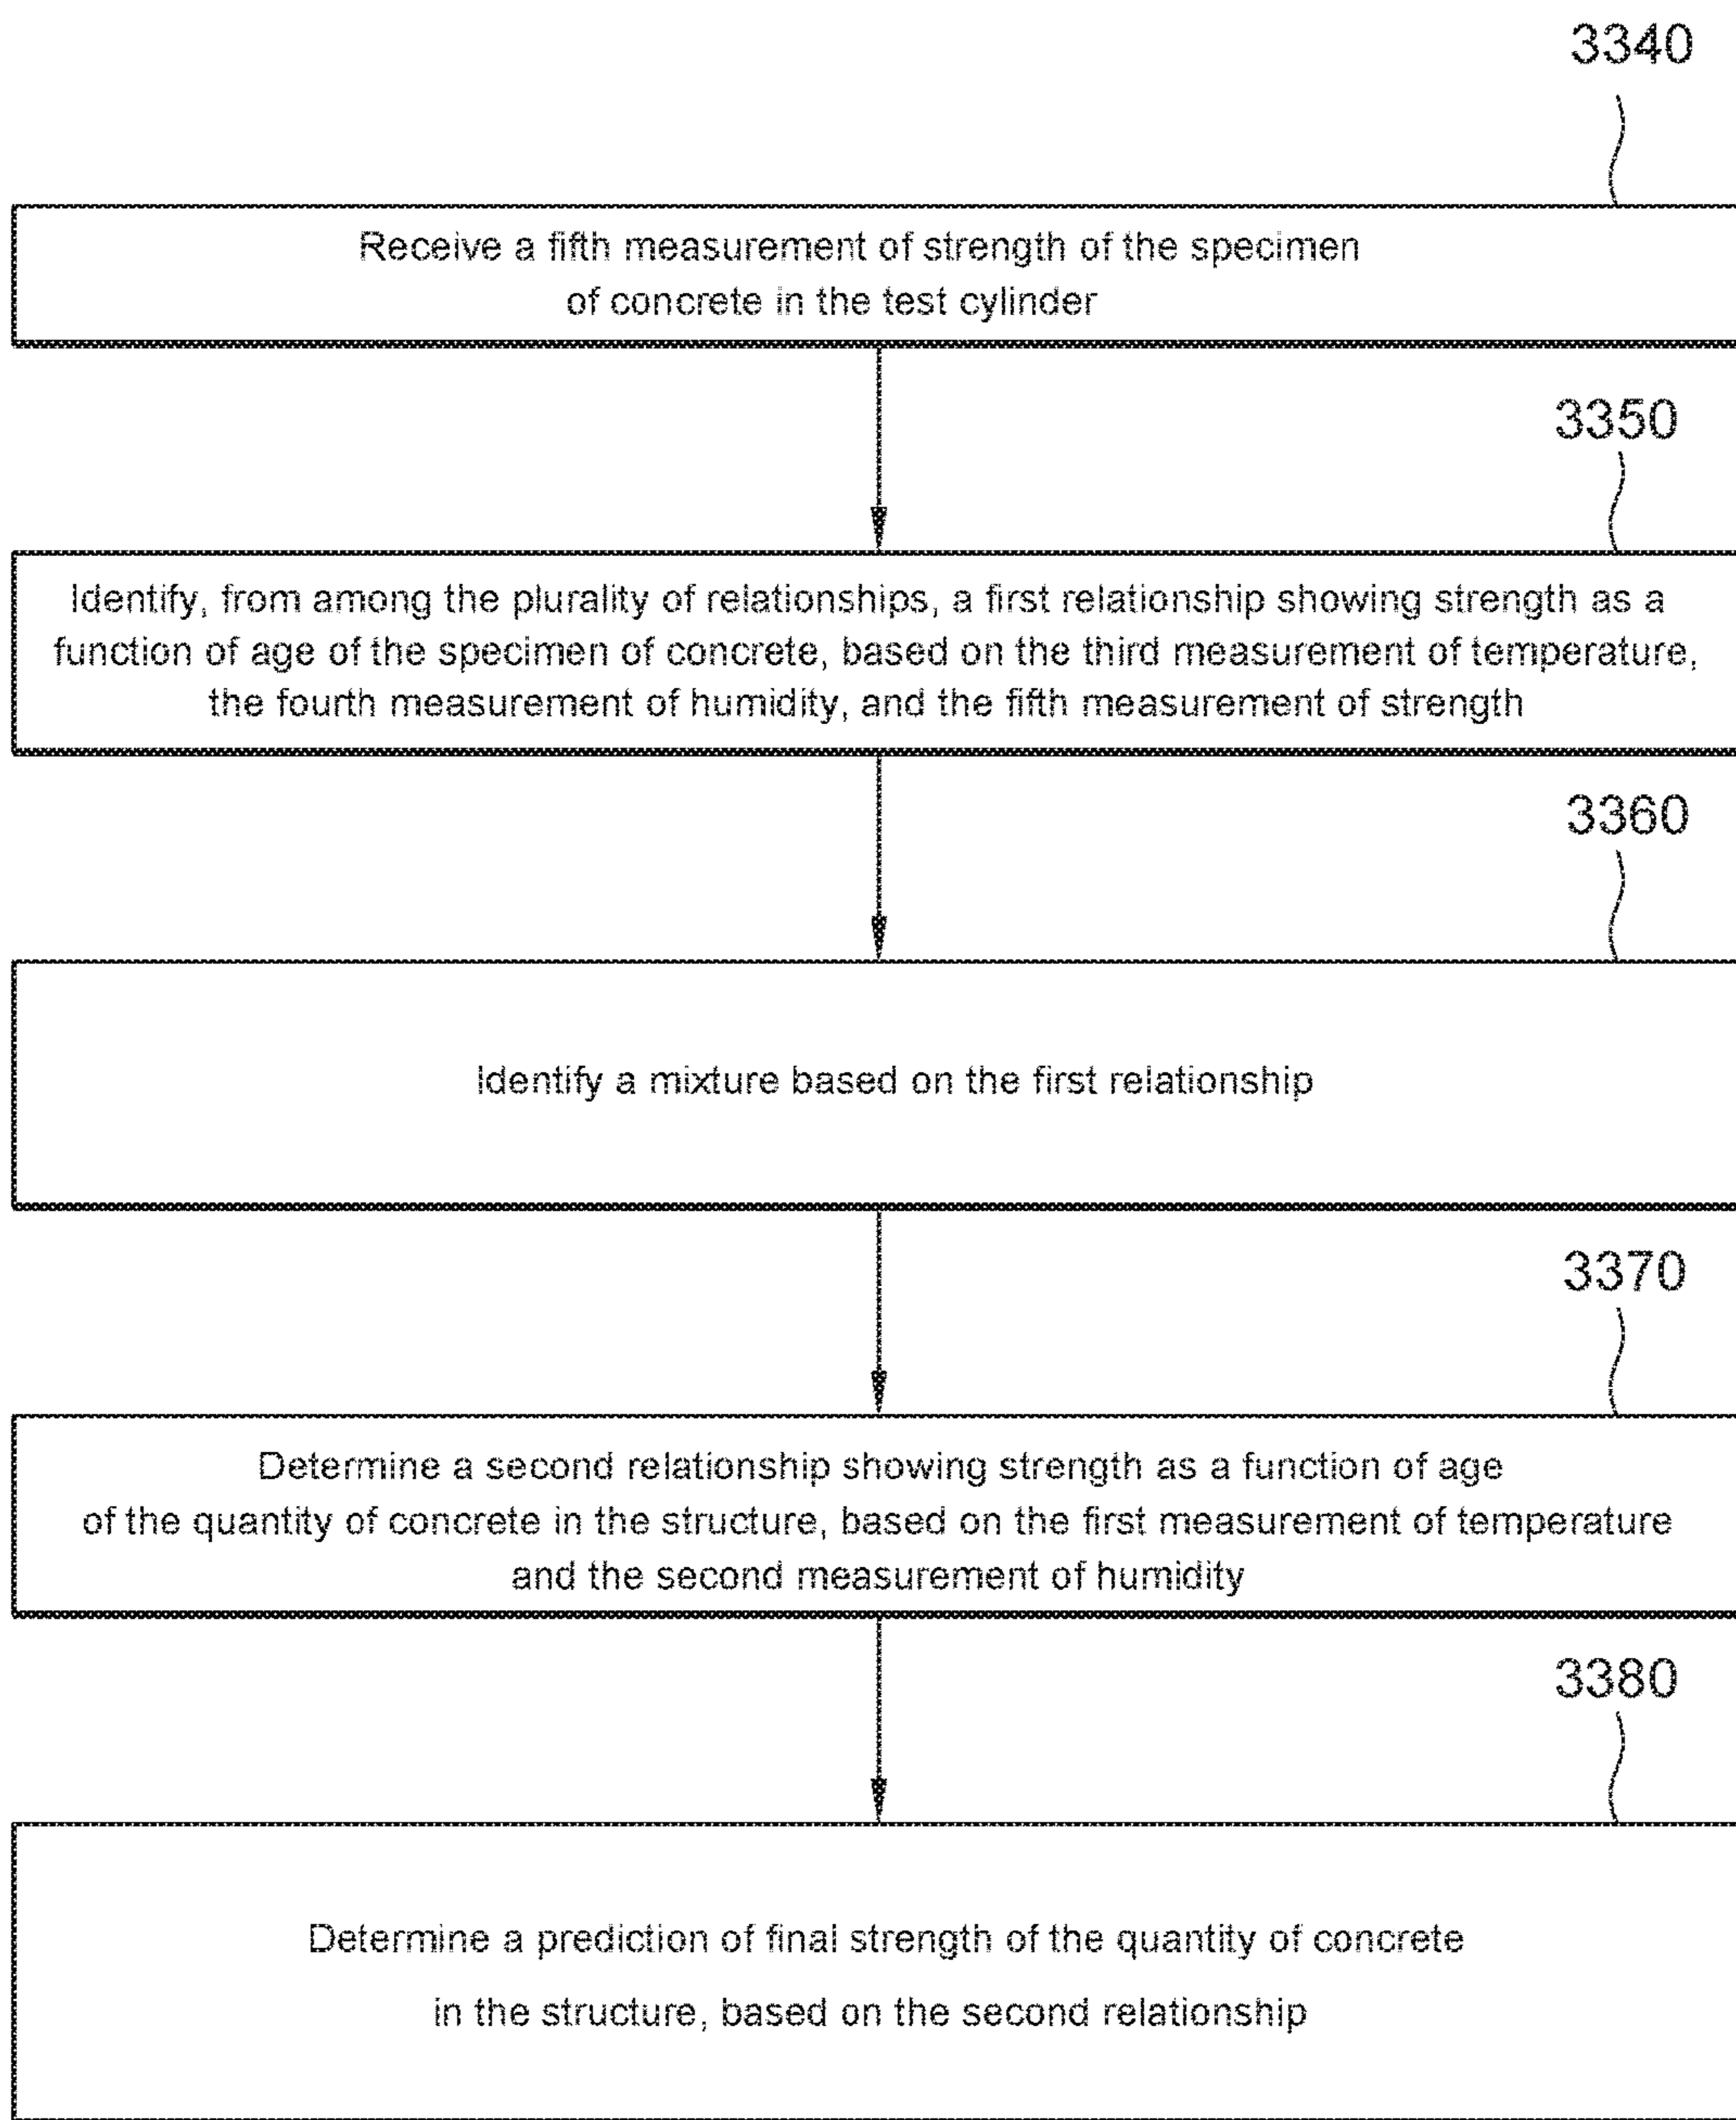 3340
Receive a fifth measurement of strength of the specimen
of concrete in the test cylinder
3350
Identify, from among the plurality of relationships, a first relationship showing strength as a
function of age of the specimen of concrete, based on the third measurement of temperature,
the fourth measurement of humidity, and the fifth measurement of strength
3360
Identify a mixture based on the first relationship
3370
Determine a second relationship showing strength as a function of age
of the quantity of concrete in the structure, based on the first measurement of temperature
and the second measurement of humidity
3380
Determine a prediction of final strength of the quantity of concrete
in the structure, based on the second relationship